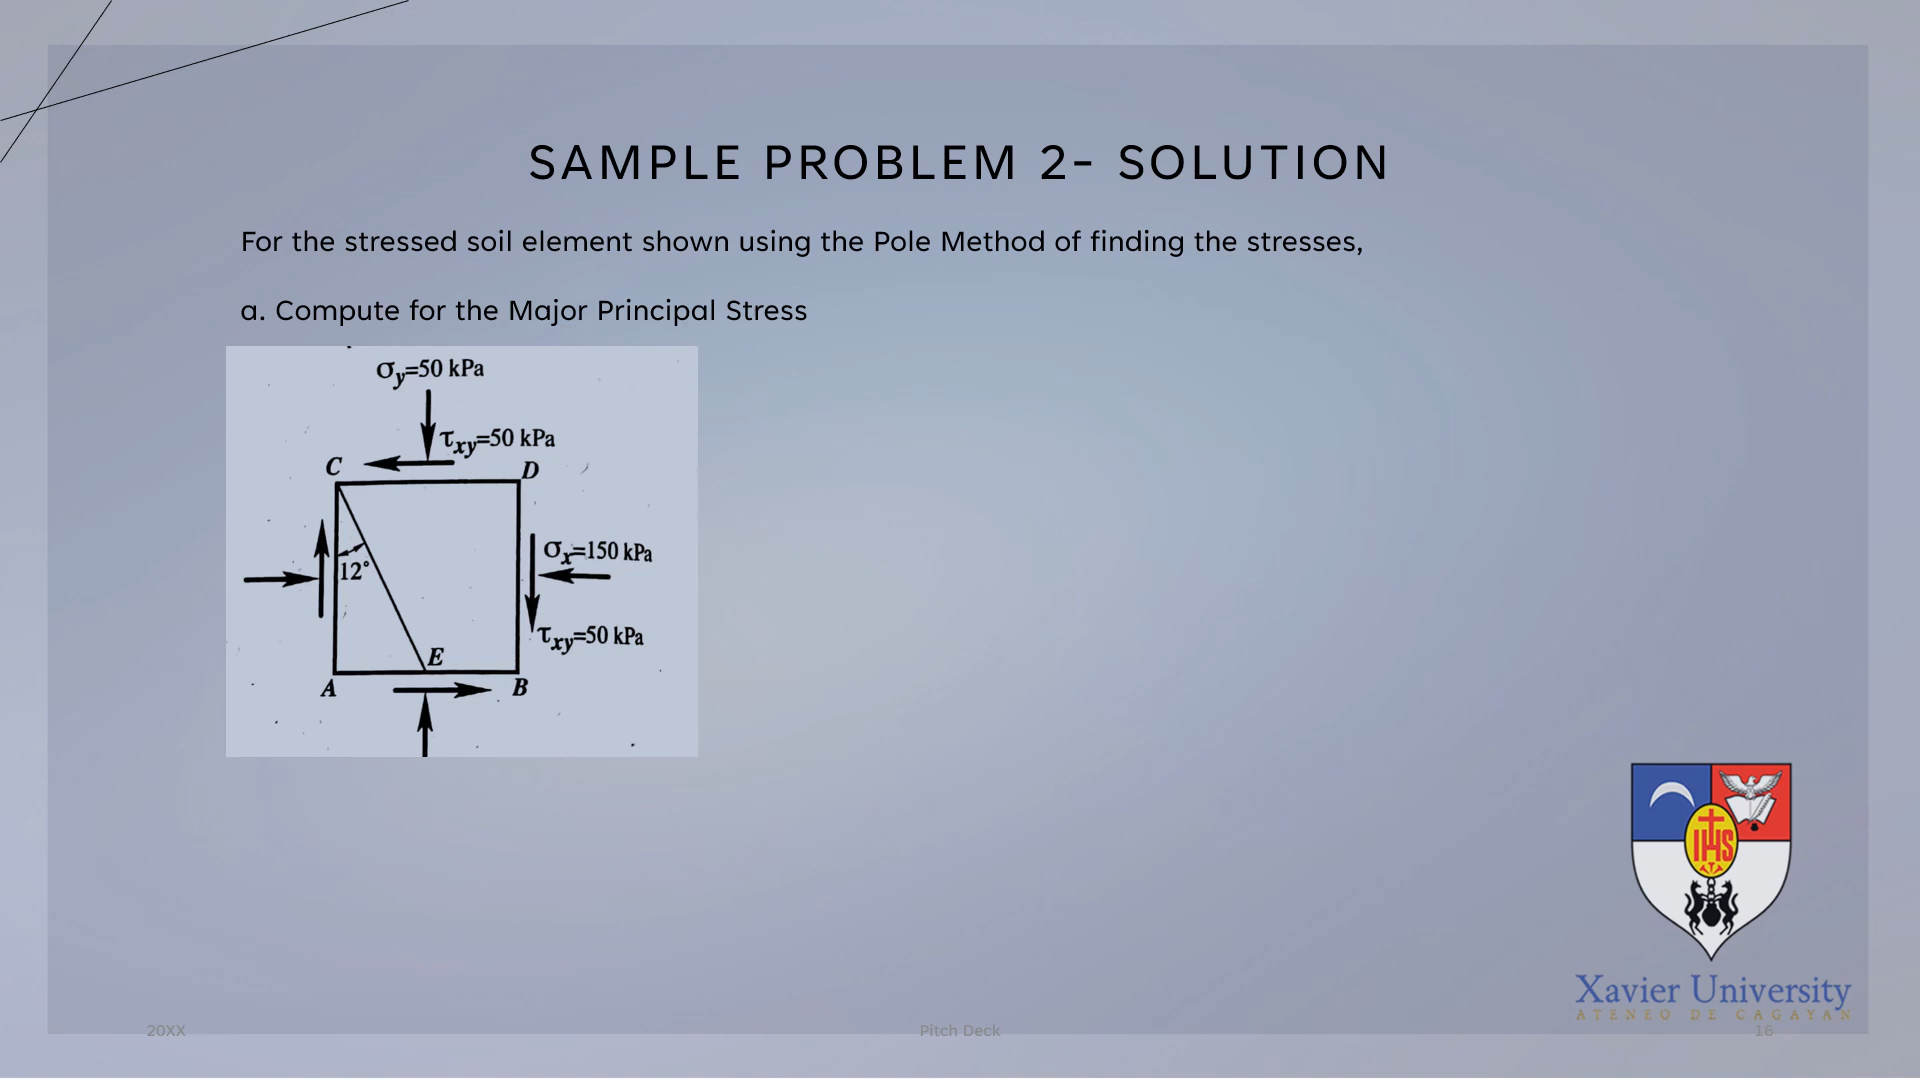 SAMPLE PROBLEM 2- SOLUTION
For the stressed soil element shown using the Pole Method of finding the stresses,
a. Compute for the Major Principal Stress
σy=50 kPa
τxy=50 kPa
C
D
σx=150 kPa
12°
τxy=50 kPa
E
A
B
IHS
Xavier University
ATENEO DE CAGAYAN
20XX
Pitch Deck
16